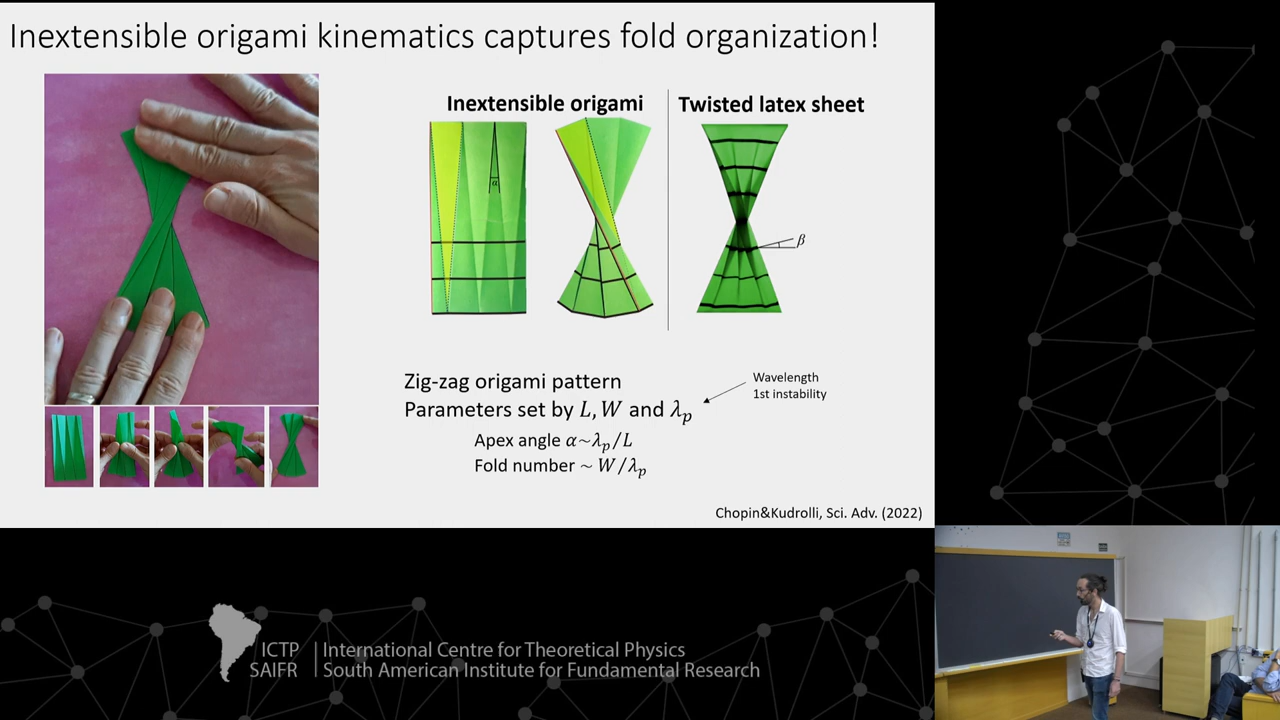 Inextensible origami kinematics captures fold organization!
Inextensible origami
Twisted latex sheet
α
β
Zig-zag origami pattern
Parameters set by L, W and λₚ
Wavelength
1st instability
Apex angle α~λₚ/L
Fold number ~ W/λₚ
Chopin&Kudrolli, Sci. Adv. (2022)
ICTP
SAIFR
International Centre for Theoretical Physics
South American Institute for Fundamental Research